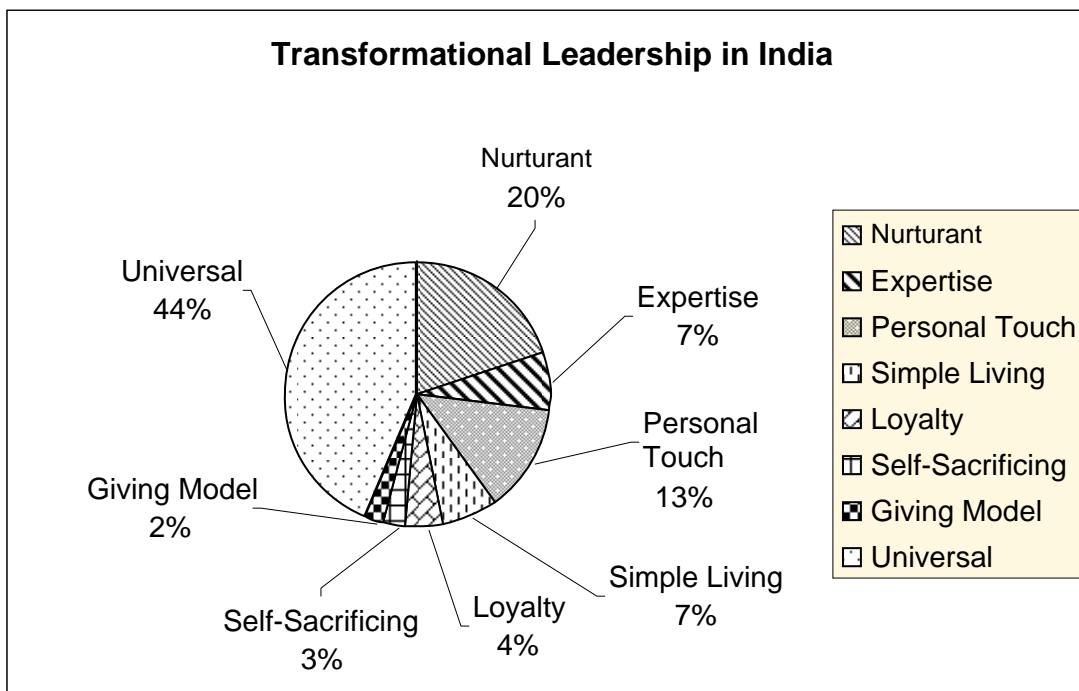 Transformational Leadership in India
Nurturant
20%
Expertise
7%
Personal
Touch
13%
Simple Living
7%
Loyalty
4%
Self-Sacrificing
3%
Giving Model
2%
Universal
44%
Nurturant
Expertise
Personal Touch
Simple Living
Loyalty
Self-Sacrificing
Giving Model
Universal